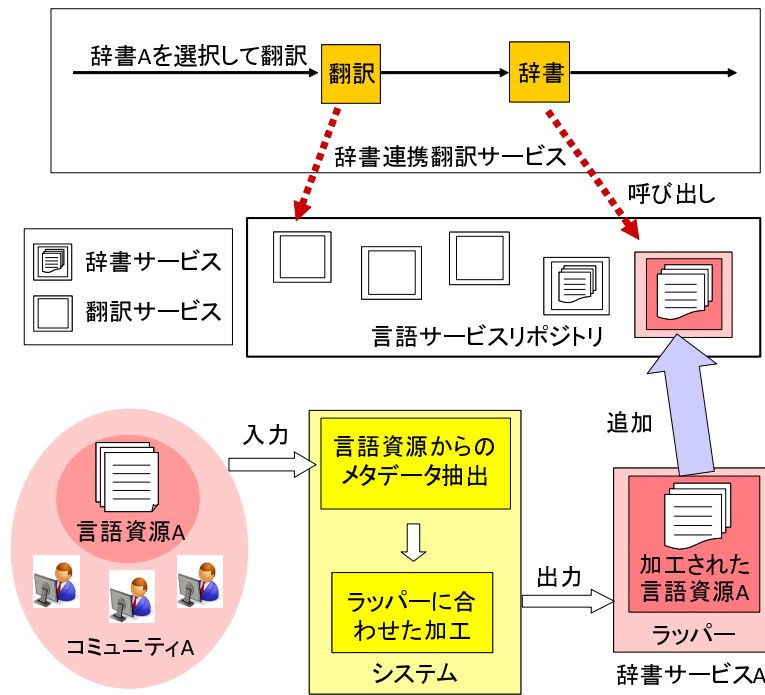 辞書Aを選択して翻訳
翻訳
辞書
辞書連携翻訳サービス
呼び出し
辞書サービス
翻訳サービス
言語サービスリポジトリ
追加
入力
言語資源からの
メタデータ抽出
言語資源A
コミュニティA
ラッパーに合
わせた加工
システム
出力
加工された
言語資源A
ラッパー
辞書サービスA